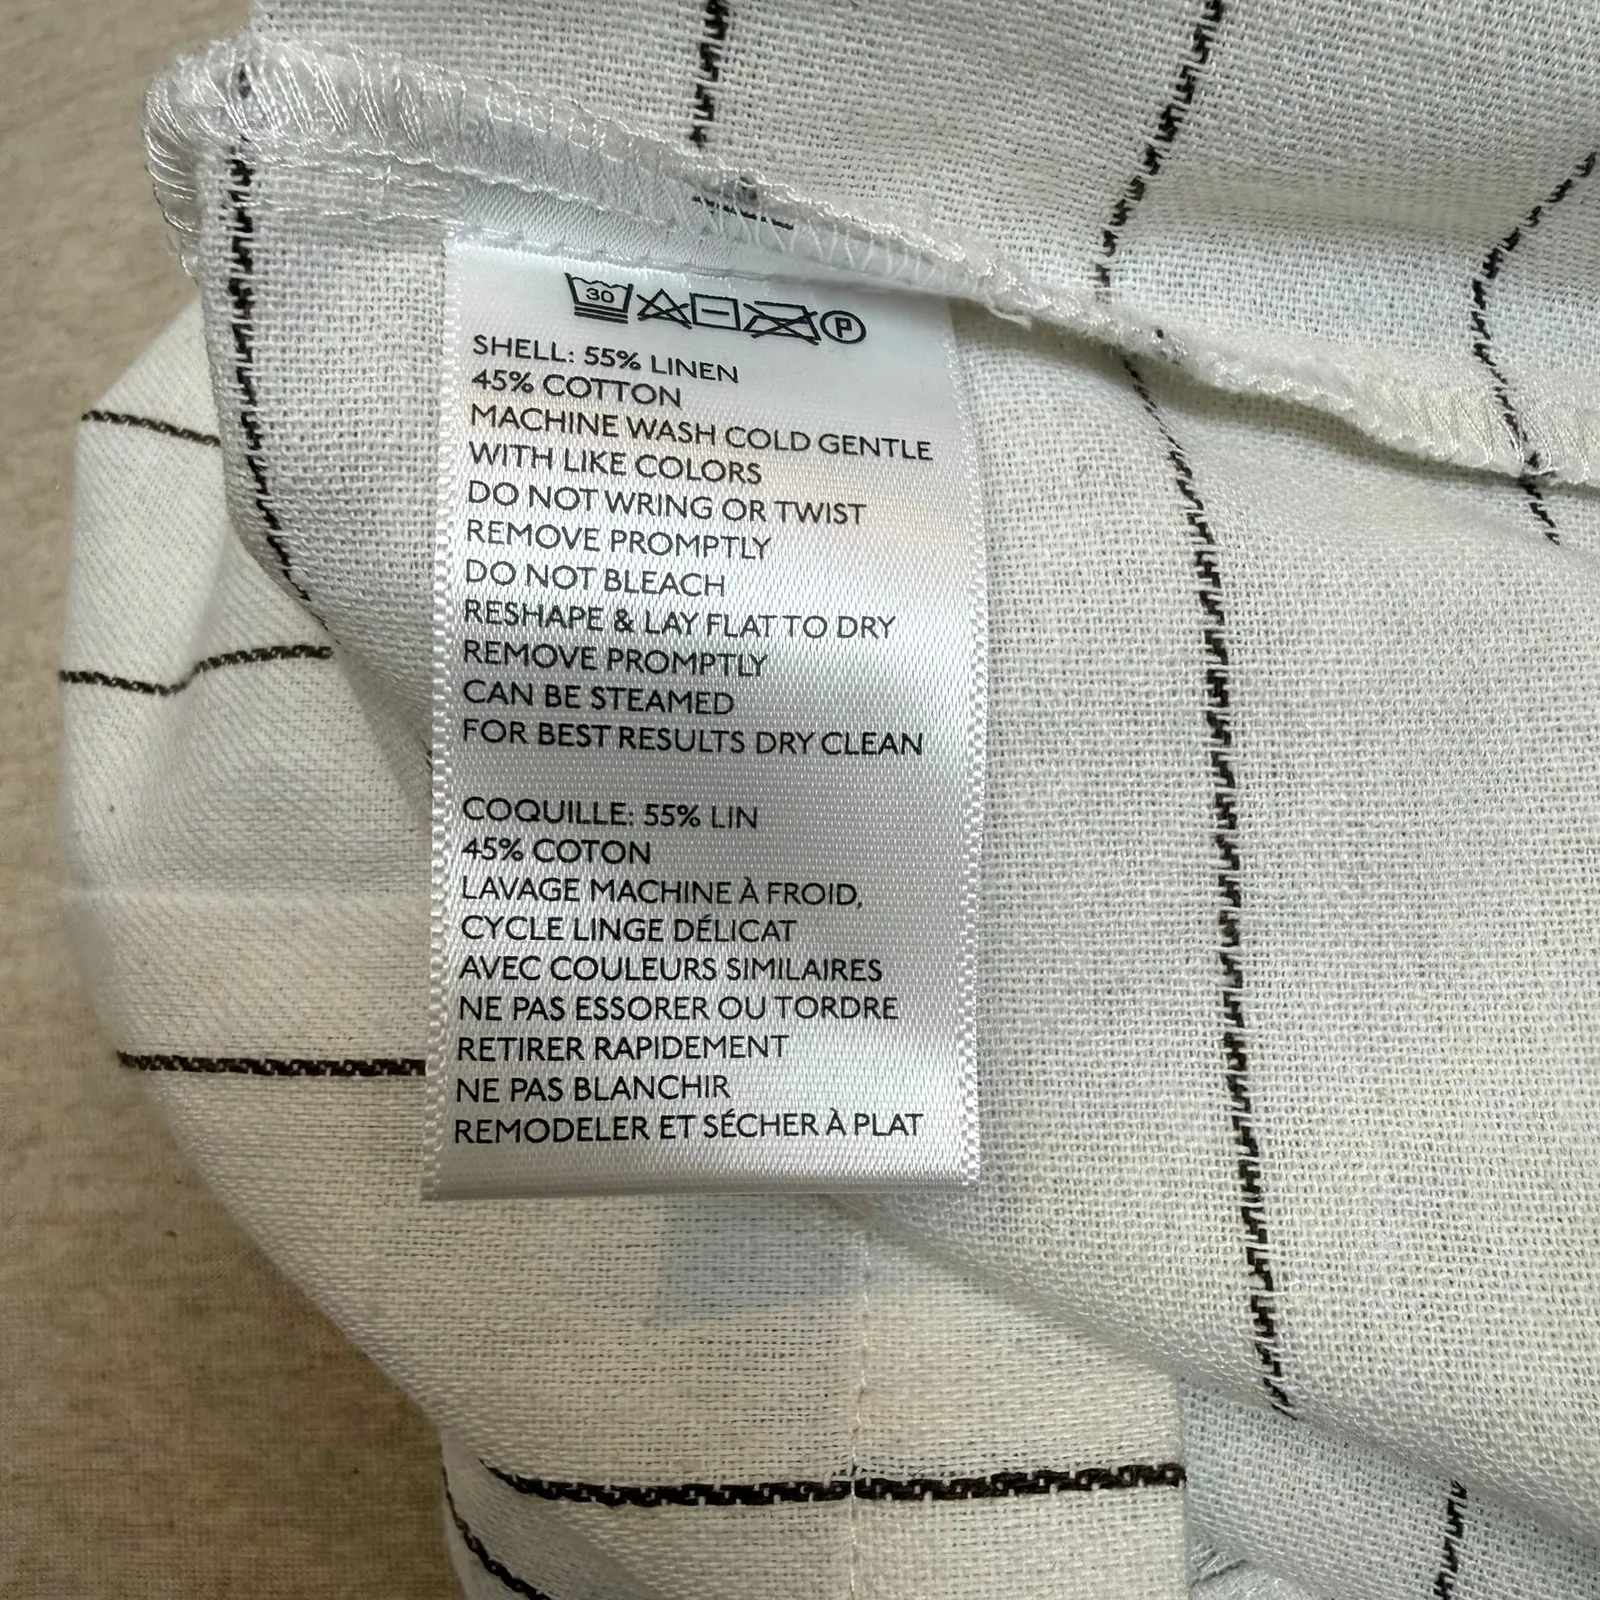 30 P
SHELL: 55% LINEN
45% COTTON
MACHINE WASH COLD GENTLE
WITH LIKE COLORS
DO NOT WRING OR TWIST
REMOVE PROMPTLY
DO NOT BLEACH
RESHAPE & LAY FLAT TO DRY
REMOVE PROMPTLY
CAN BE STEAMED
FOR BEST RESULTS DRY CLEAN
COQUILLE: 55% LIN
45% COTON
LAVAGE MACHINE À FROID,
CYCLE LINGE DÉLICAT
AVEC COULEURS SIMILAIRES
NE PAS ESSORER OU TORDRE
RETIRER RAPIDEMENT
NE PAS BLANCHIR
REMODELER ET SÉCHER À PLAT